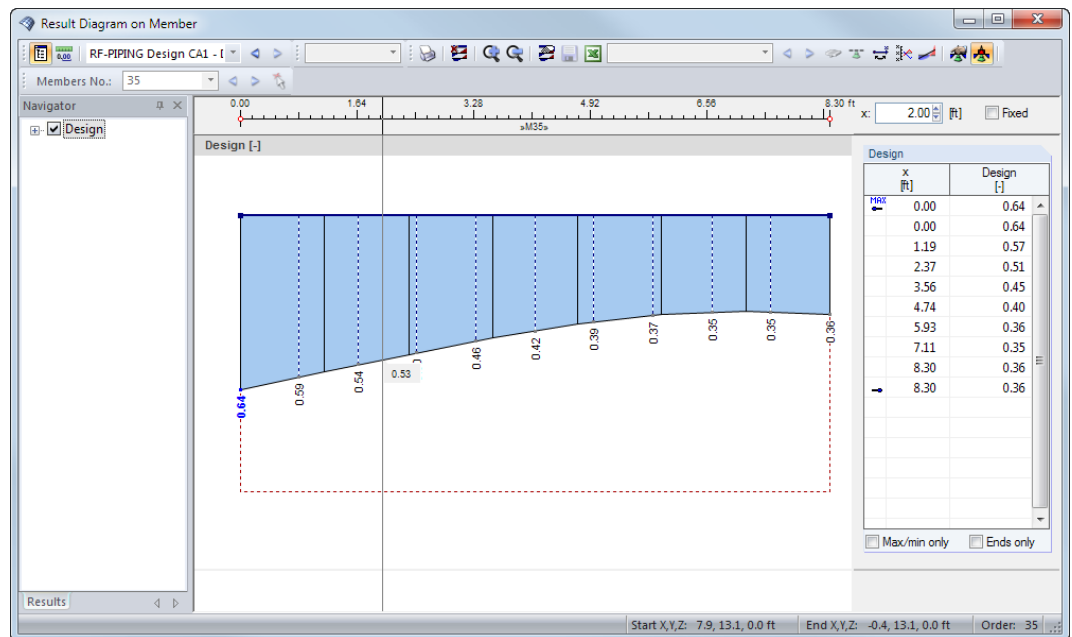 Result Diagram on Member
RF-PIPING Design CA1 - I
Members No.: 35
Navigator
Design
Results
0.00 1.64 3.28 4.92 6.56 8.30 ft
»M35»
x: 2.00 [ft] Fixed
Design [-]
0.64
0.59
0.54
0.53
0.46
0.42
0.39
0.37
0.35
0.35
0.36
Design
x [ft] Design [-]
MAX 0.00 0.64
0.00 0.64
1.19 0.57
2.37 0.51
3.56 0.45
4.74 0.40
5.93 0.36
7.11 0.35
8.30 0.36
8.30 0.36
Max/min only Ends only
Start X,Y,Z: 7.9, 13.1, 0.0 ft End X,Y,Z: -0.4, 13.1, 0.0 ft Order: 35